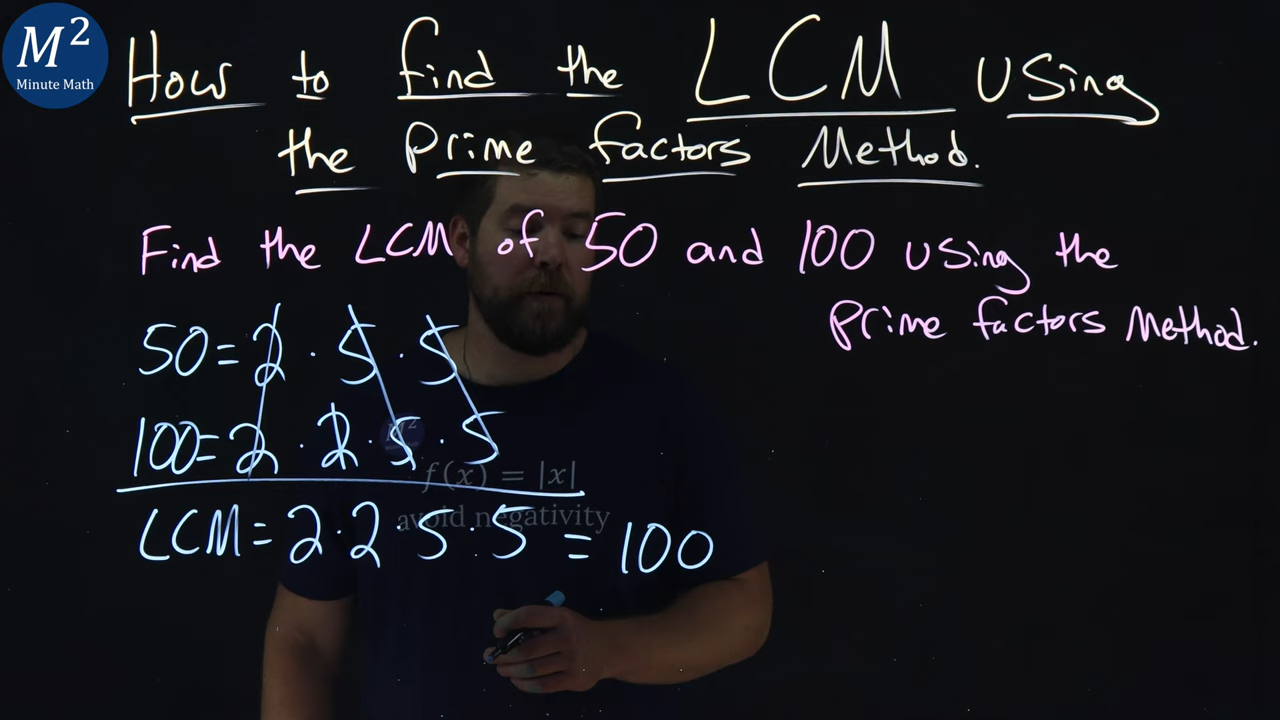 M²
Minute Math
How to find the LCM using
the Prime factors Method.
Find the LCM of 50 and 100 using the
Prime factors Method.
50 = 2 · 5 · 5
100 = 2 · 2 · 5 · 5
M²
f(x) = |x|
avoid negativity
LCM = 2 · 2 · 5 · 5 = 100